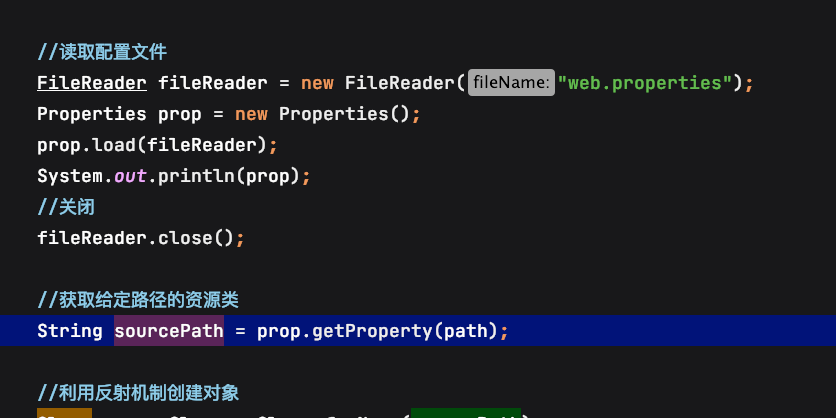 //读取配置文件
FileReader fileReader = new FileReader( fileName: "web.properties");
Properties prop = new Properties();
prop.load(fileReader);
System.out.println(prop);
//关闭
fileReader.close();
//获取给定路径的资源类
String sourcePath = prop.getProperty(path);
//利用反射机制创建对象